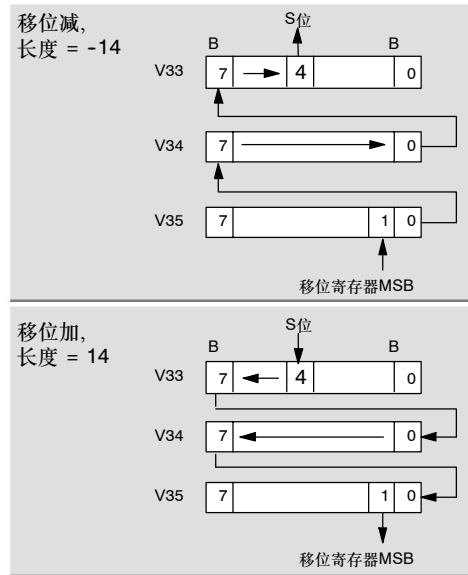 移位减,
长度 = -14
S位
B B
V33 7 4 0
V34 7 0
V35 7 1 0
移位寄存器MSB
移位加,
长度 = 14
S位
B B
V33 7 4 0
V34 7 0
V35 7 1 0
移位寄存器MSB